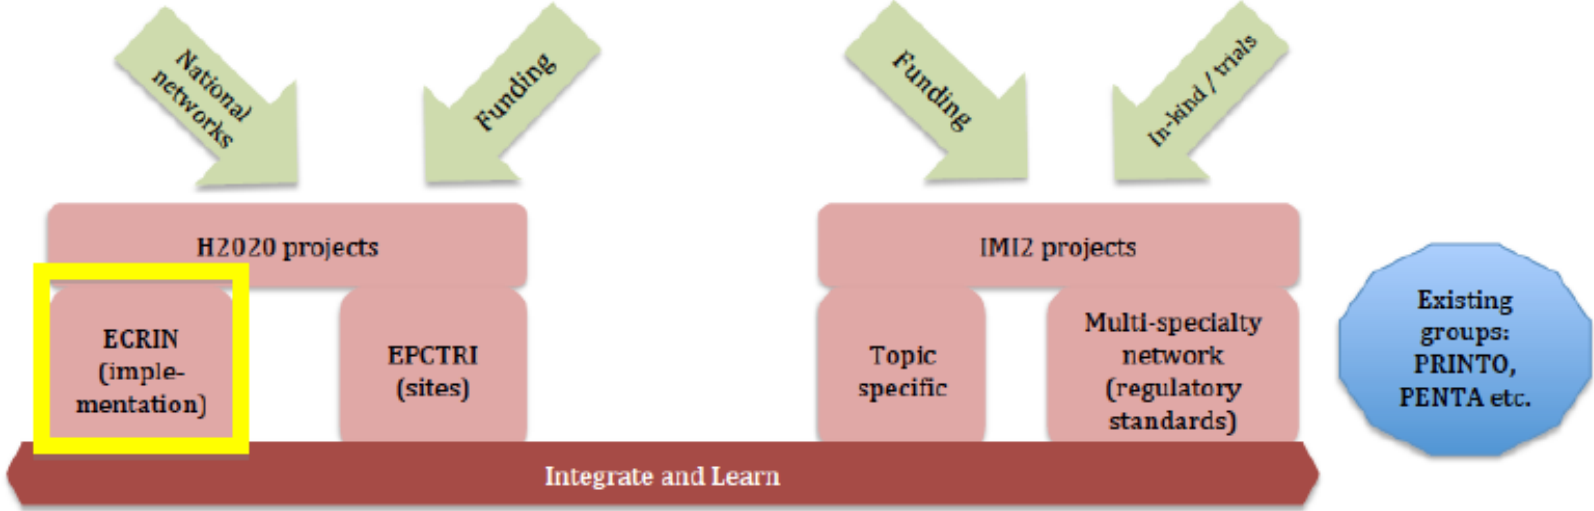 National
networks
Funding
Funding
In-kind / trials
H2020 projects
IMI2 projects
ECRIN
(imple-
mentation)
EPCTRI
(sites)
Topic
specific
Multi-specialty
network
(regulatory
standards)
Existing
groups:
PRINTO,
PENTA etc.
Integrate and Learn